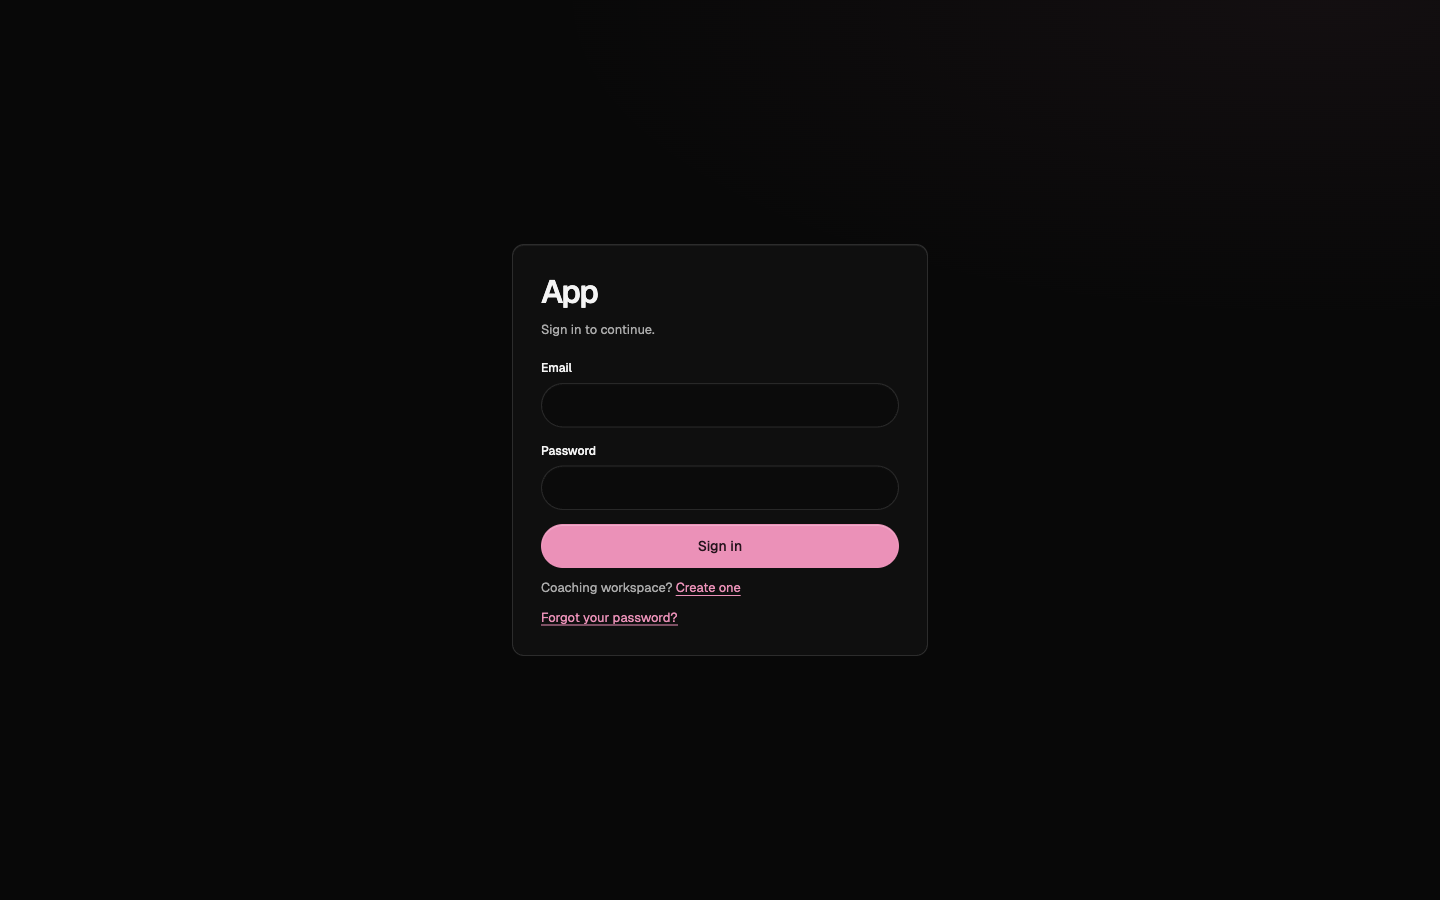 App
Sign in to continue.
Email
Password
Sign in
Coaching workspace? Create one
Forgot your password?